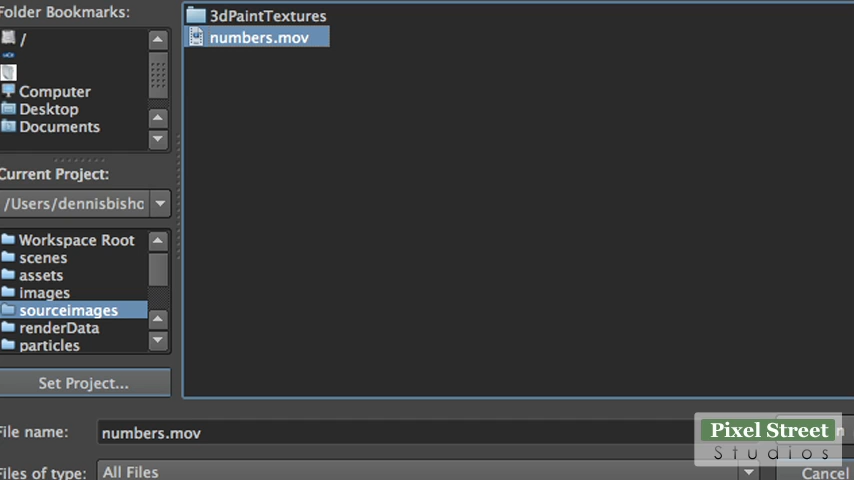 Folder Bookmarks:
/
Computer
Desktop
Documents
Current Project:
/Users/dennisbisho
Workspace Root
scenes
assets
images
sourceimages
renderData
particles
Set Project...
3dPaintTextures
numbers.mov
File name:
numbers.mov
Files of type:
All Files
Cancel
Pixel Street
Studios